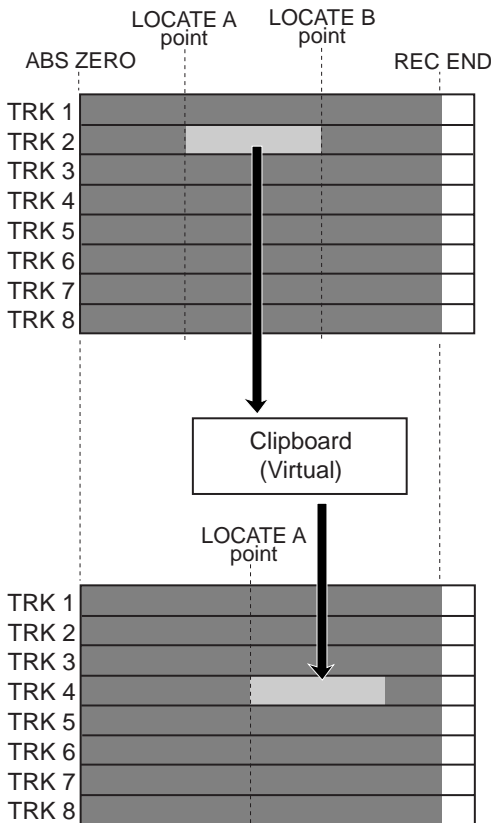 LOCATE A
point
LOCATE B
point
ABS ZERO
REC END
TRK 1
TRK 2
TRK 3
TRK 4
TRK 5
TRK 6
TRK 7
TRK 8
Clipboard
(Virtual)
LOCATE A
point
TRK 1
TRK 2
TRK 3
TRK 4
TRK 5
TRK 6
TRK 7
TRK 8